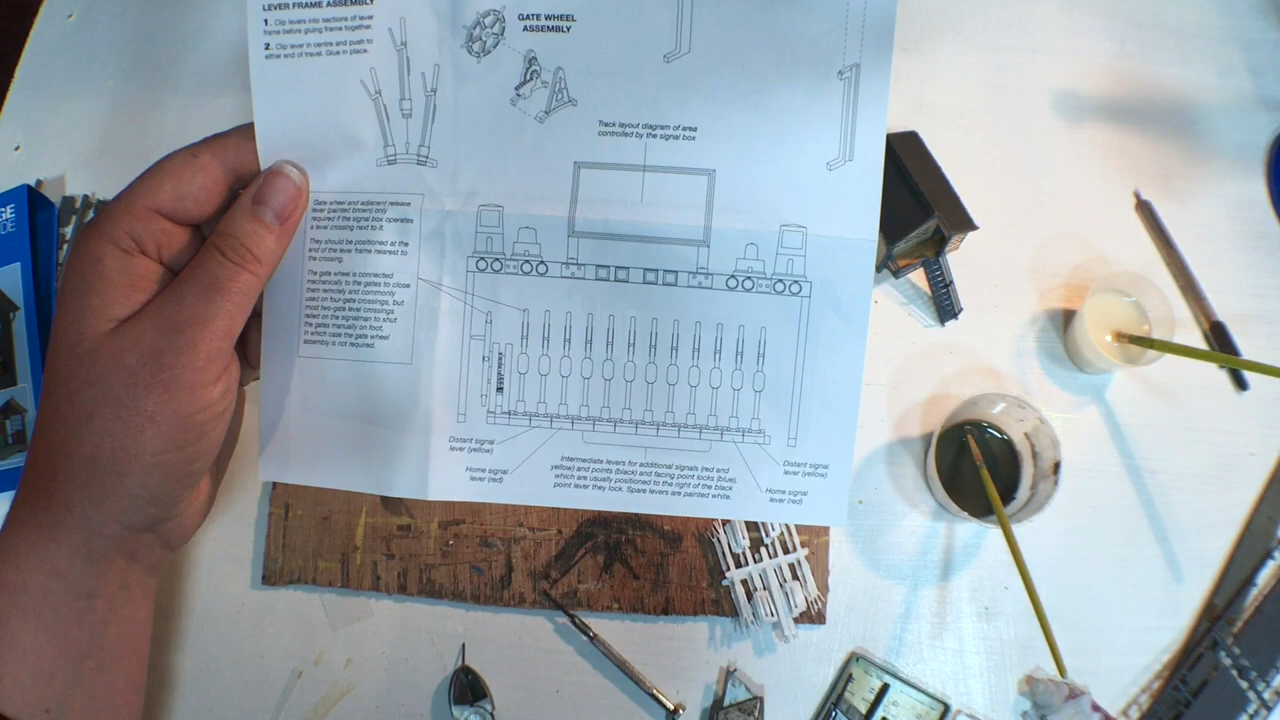 LEVER FRAME ASSEMBLY
1. Clip levers into sections of lever
frame before gluing frame together.
2. Clip lever in centre and push to
either end of travel. Glue in place.
GATE WHEEL
ASSEMBLY
Track layout diagram of area
controlled by the signal box
Gate wheel and adjacent release
lever (painted brown) only
required if the signal box operates
a level crossing next to it.
They should be positioned at the
end of the lever frame nearest to
the crossing.
The gate wheel is connected
mechanically to the gates to close
them remotely and commonly
used on four-gate crossings, but
most two-gate level crossings
relied on the signalman to shut
the gates manually on foot,
in which case the gate wheel
assembly is not required.
Distant signal
lever (yellow)
Home signal
lever (red)
Intermediate levers for additional signals (red and
yellow) and points (black) and facing point locks (blue),
which are usually positioned to the right of the black
point lever they lock. Spare levers are painted white.
Distant signal
lever (yellow)
Home signal
lever (red)
GE
DE